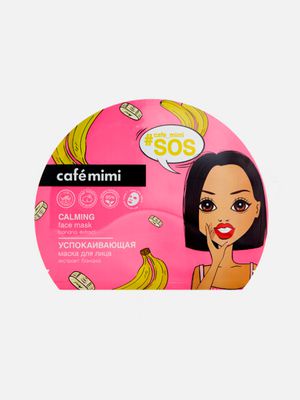 #cafe_mimi
#SOS
café mimi
CALMING
face mask
banana extract
УСПОКАИВАЮЩАЯ
маска для лица
экстракт банана